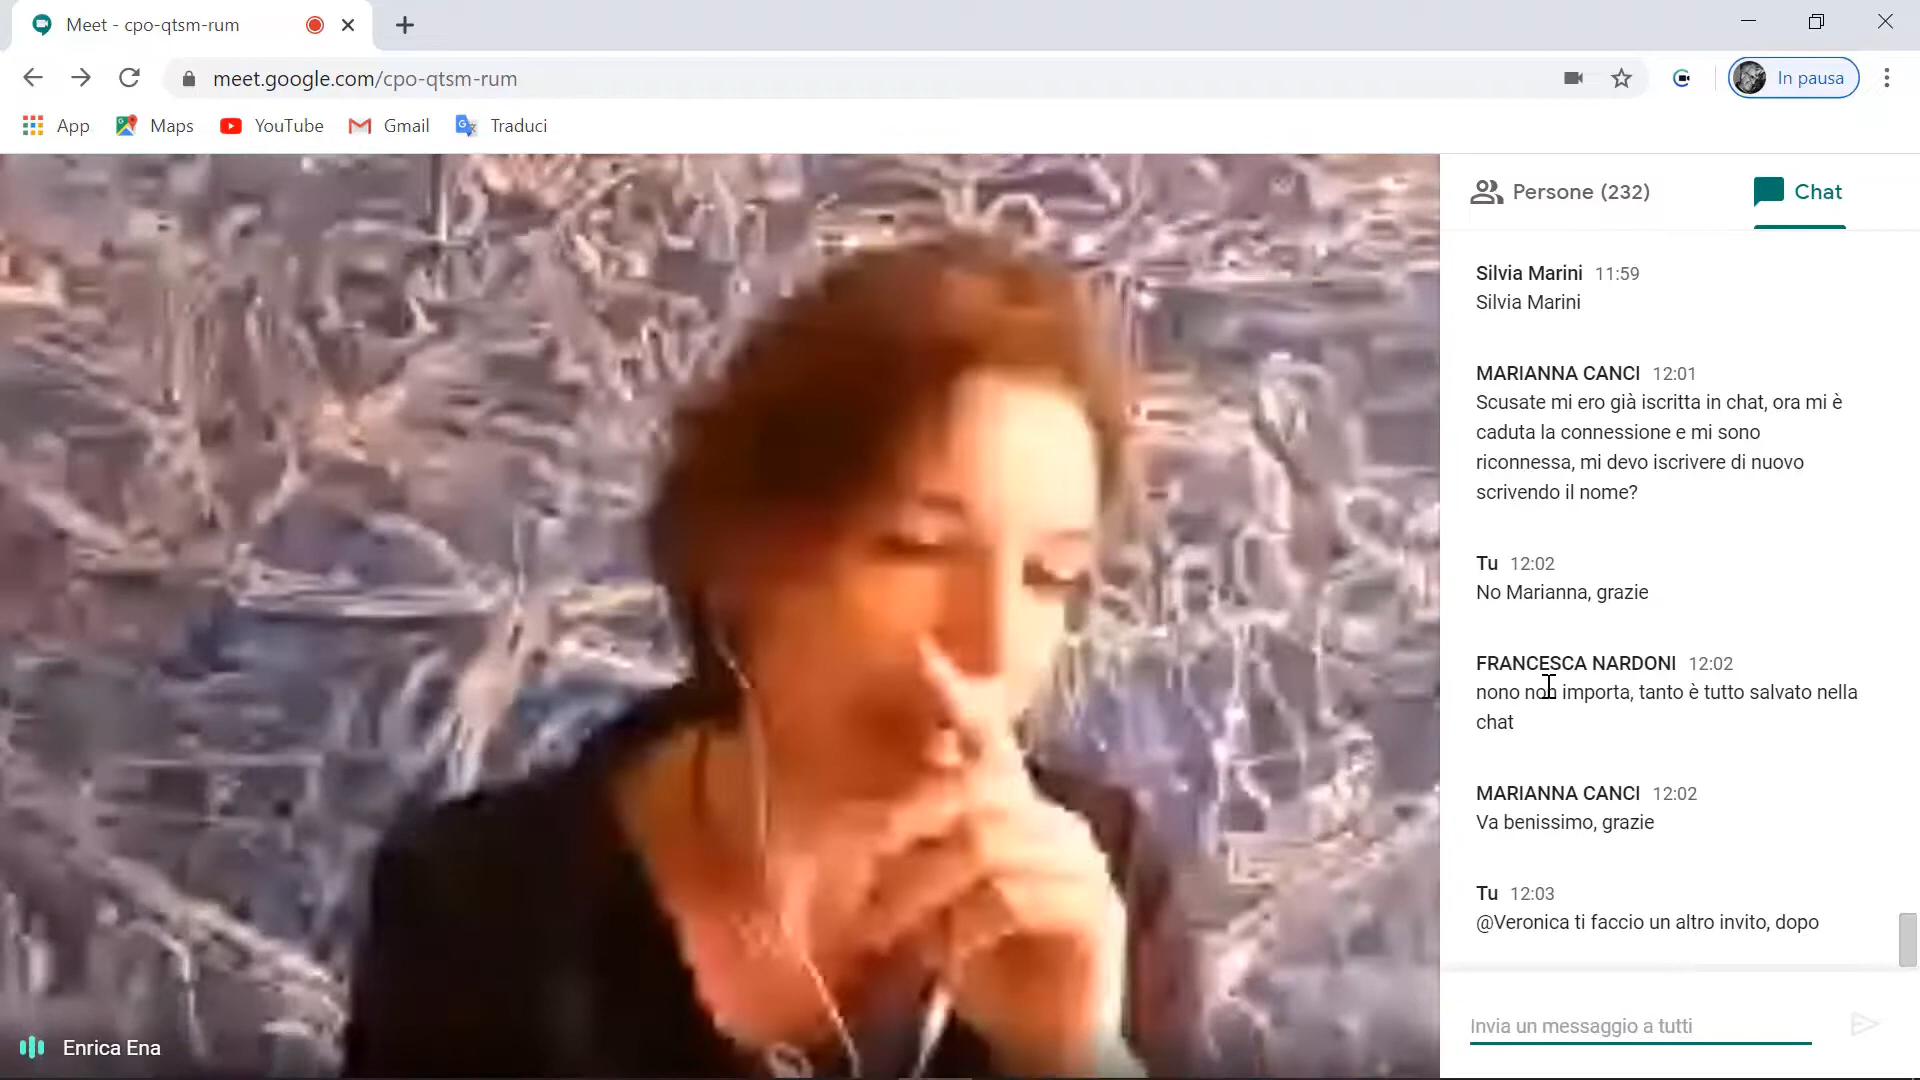 Meet - cpo-qtsm-rum
meet.google.com/cpo-qtsm-rum
In pausa
App
Maps
YouTube
Gmail
Traduci
Persone (232)
Chat
Silvia Marini 11:59
Silvia Marini
MARIANNA CANCI 12:01
Scusate mi ero già iscritta in chat, ora mi è
caduta la connessione e mi sono
riconnessa, mi devo iscrivere di nuovo
scrivendo il nome?
Tu 12:02
No Marianna, grazie
FRANCESCA NARDONI 12:02
nono non importa, tanto è tutto salvato nella
chat
MARIANNA CANCI 12:02
Va benissimo, grazie
Tu 12:03
@Veronica ti faccio un altro invito, dopo
Invia un messaggio a tutti
Enrica Ena